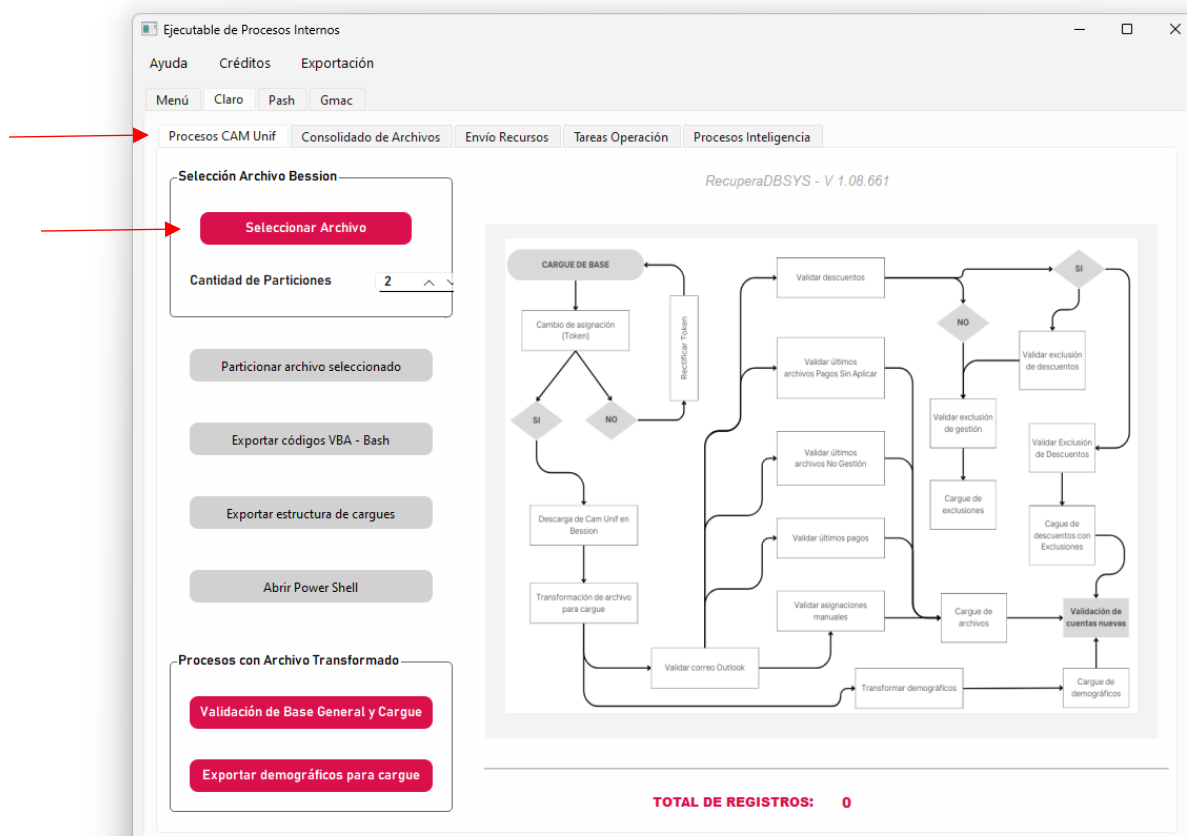 Ejecutable de Procesos Internos
Ayuda Créditos Exportación
Menú Claro Pash Gmac
Procesos CAM Unif Consolidado de Archivos Envío Recursos Tareas Operación Procesos Inteligencia
Selección Archivo Bession
Seleccionar Archivo
Cantidad de Particiones 2
Particionar archivo seleccionado
Exportar códigos VBA - Bash
Exportar estructura de cargues
Abrir Power Shell
Procesos con Archivo Transformado
Validación de Base General y Cargue
Exportar demográficos para cargue
RecuperaDBSYS - V 1.08.661
CARGUE DE BASE
Cambio de asignación
(Token)
Rectificar Token
SI
NO
Descarga de Cam Unif en
Bession
Transformación de archivo
para cargue
Validar correo Outlook
Validar descuentos
Validar últimos
archivos Pagos Sin Aplicar
Validar últimos
archivos No Gestión
Validar últimos pagos
Validar asignaciones
manuales
Transformar demográficos
NO
SI
Validar exclusión
de descuentos
Validar exclusión
de gestión
Validar Exclusión
de Descuentos
Cargue de
exclusiones
Cague de
descuentos con
Exclusiones
Cargue de
archivos
Validación de
cuentas nuevas
Cargue de
demográficos
TOTAL DE REGISTROS: 0